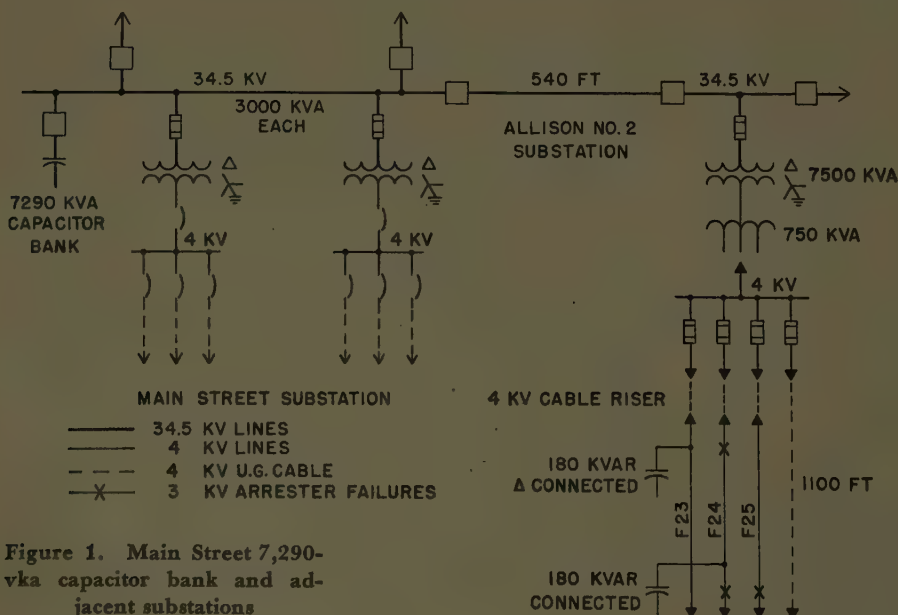 34.5 KV
3000 KVA
EACH
540 FT
34.5 KV
ALLISON NO. 2
SUBSTATION
Δ
Δ
Δ
7500 KVA
7290 KVA
CAPACITOR
BANK
750 KVA
4 KV
4 KV
4 KV
MAIN STREET SUBSTATION
34.5 KV LINES
4 KV LINES
4 KV U.G. CABLE
3 KV ARRESTER FAILURES
4 KV CABLE RISER
180 KVAR
Δ CONNECTED
F23
F24
F25
1100 FT
180 KVAR
CONNECTED
Figure 1. Main Street 7,290-
vka capacitor bank and ad-
jacent substations